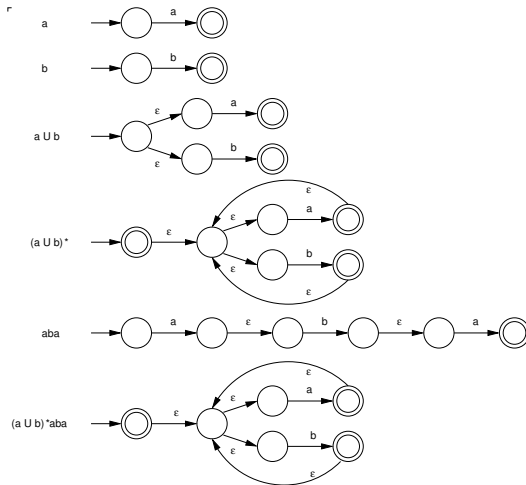 a a
b b
a U b ε a
ε b
(a U b)* ε ε ε a
ε b
ε
aba a ε b ε a
(a U b)*aba ε ε ε a
ε b
ε